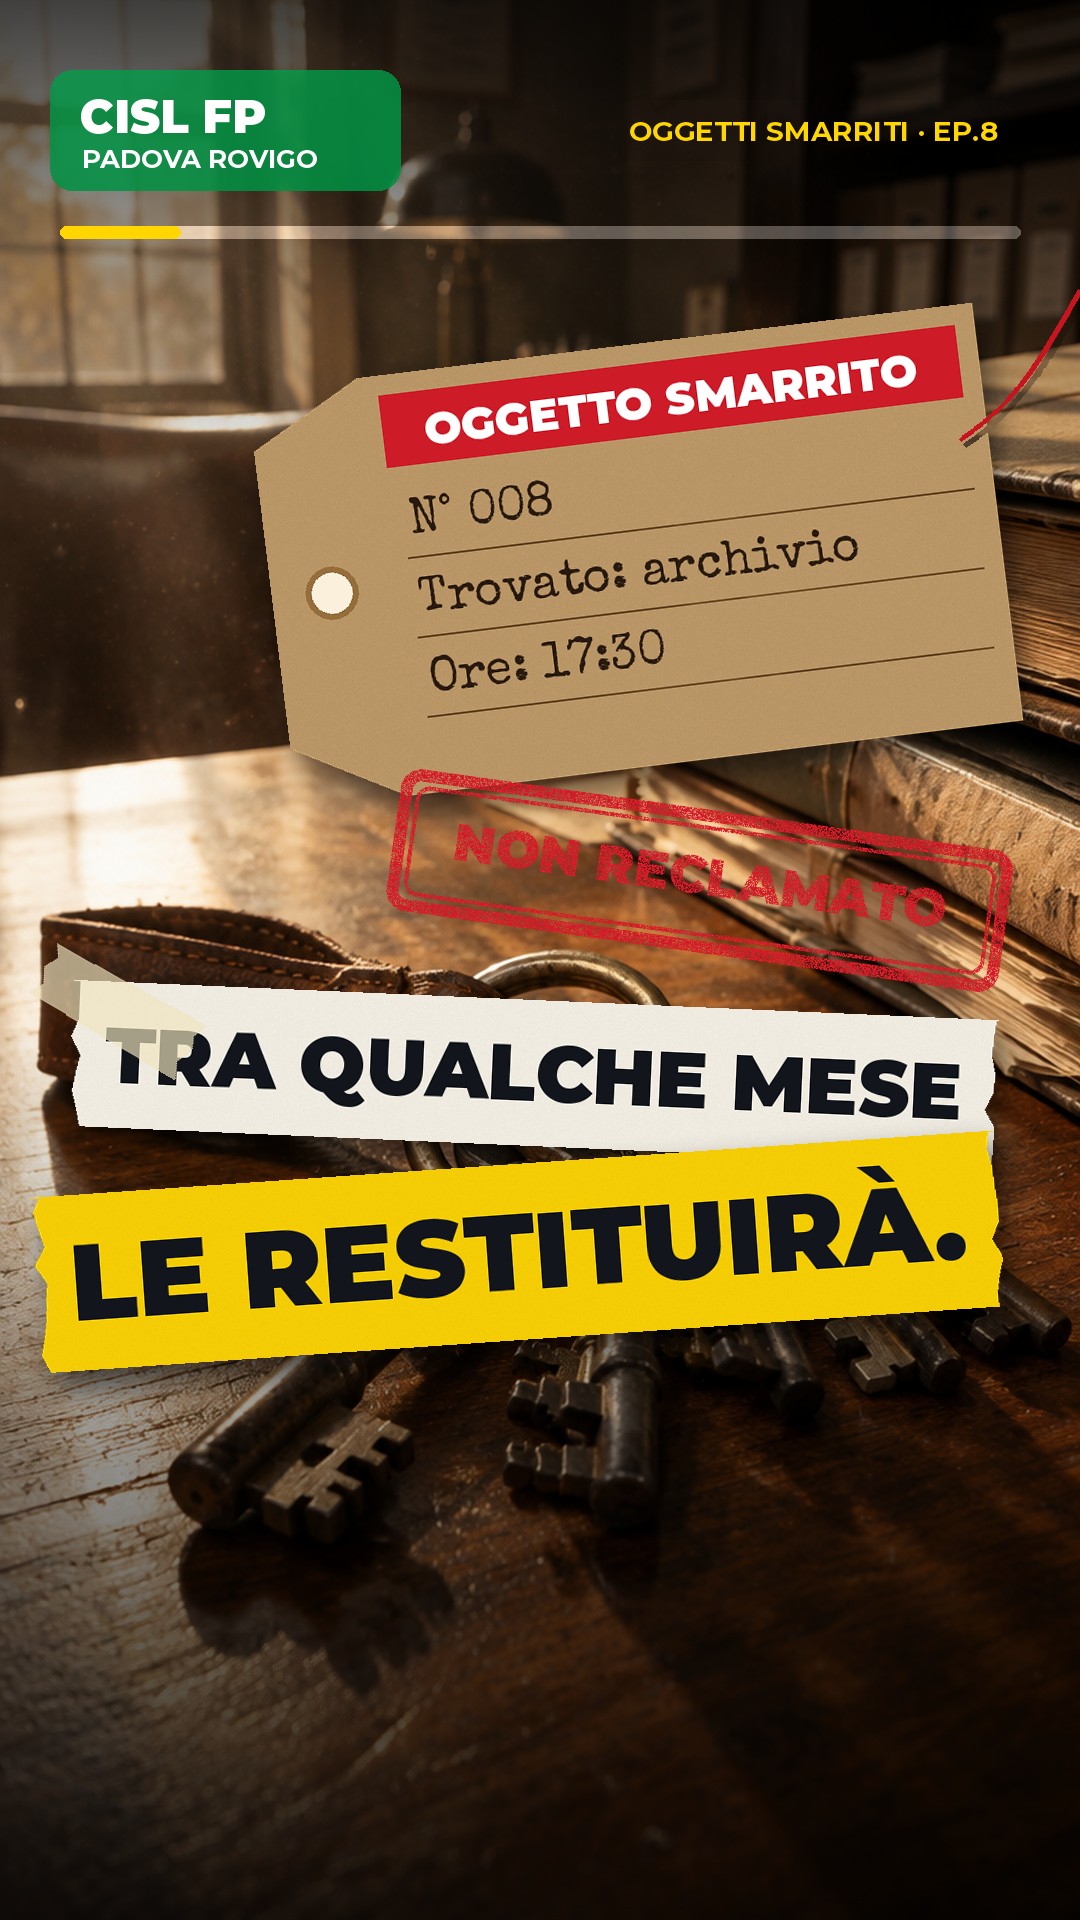 CISL FP
PADOVA ROVIGO
OGGETTI SMARRITI · EP.8
OGGETTO SMARRITO
N° 008
Trovato: archivio
Ore: 17:30
NON RECLAMATO
TRA QUALCHE MESE
LE RESTITUIRÀ.